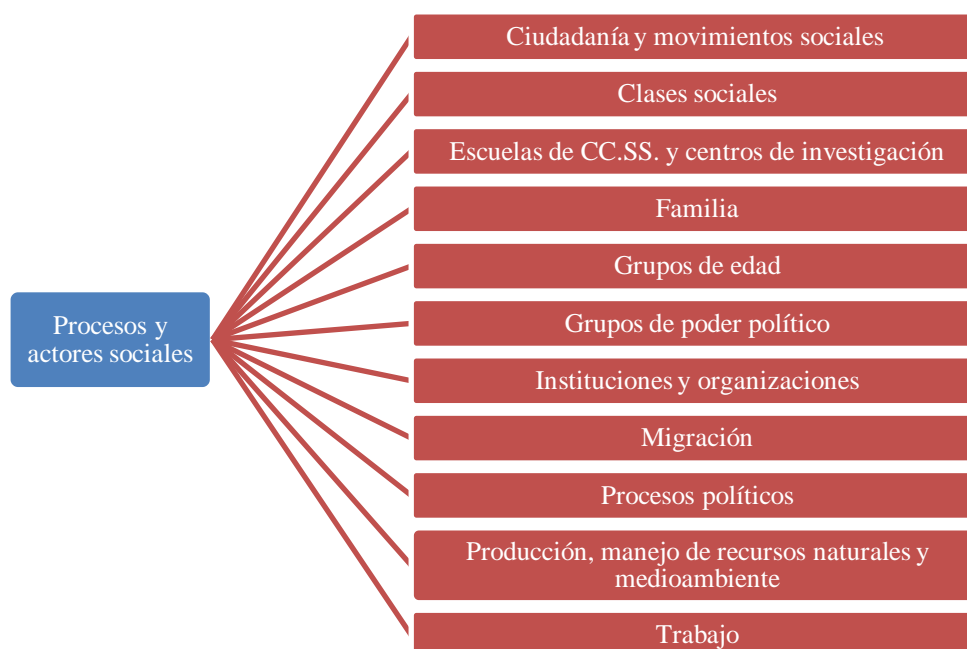 Procesos y
actores sociales
Ciudadanía y movimientos sociales
Clases sociales
Escuelas de CC.SS. y centros de investigación
Familia
Grupos de edad
Grupos de poder político
Instituciones y organizaciones
Migración
Procesos políticos
Producción, manejo de recursos naturales y
medioambiente
Trabajo